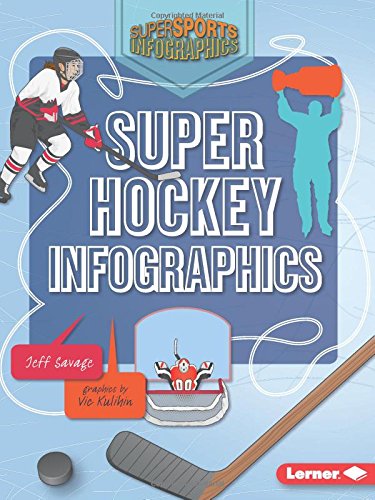 Copyrighted Material
SUPERSPORTS
INFOGRAPHICS
SUPER
HOCKEY
INFOGRAPHICS
Jeff Savage
graphics by
Vic Kulihin
Lerner